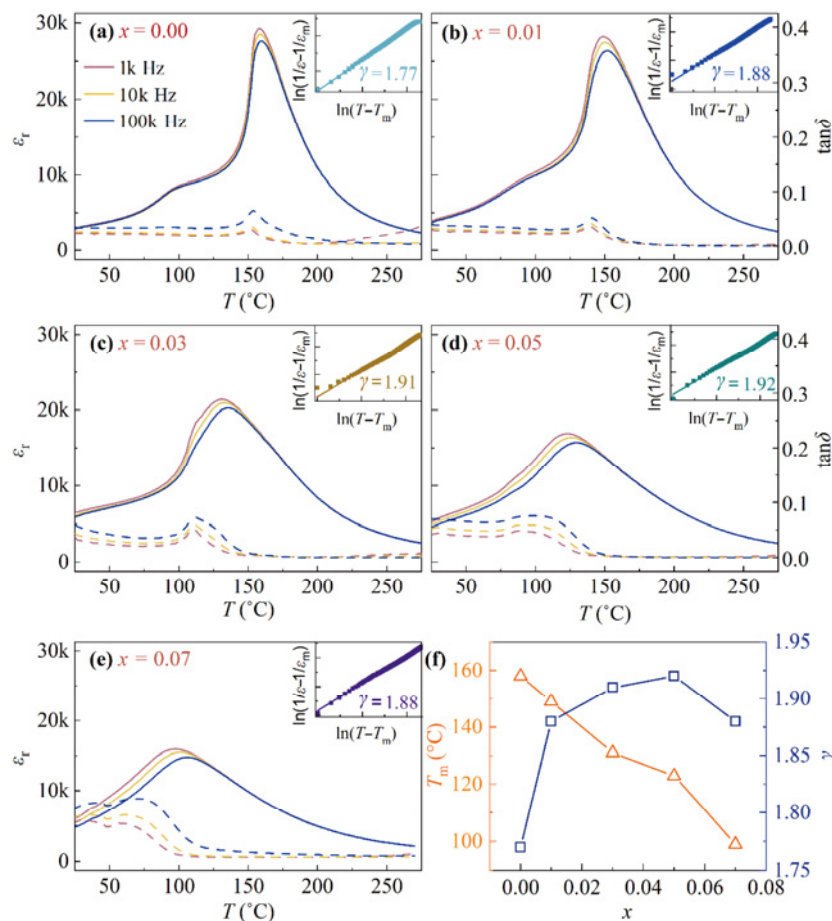 (a) x = 0.00
1k Hz
10k Hz
100k Hz
30k
20k
10k
0
εr
50 100 150 200 250
T (°C)
ln(1/ε-1/εm)
γ=1.77
ln(T-Tm)
(b) x = 0.01
ln(1/ε-1/εm)
γ=1.88
ln(T-Tm)
0.4
0.3
0.2
0.1
0.0
tanδ
50 100 150 200 250
T (°C)
(c) x = 0.03
30k
20k
10k
0
εr
50 100 150 200 250
T (°C)
ln(1/ε-1/εm)
γ=1.91
ln(T-Tm)
(d) x = 0.05
ln(1/ε-1/εm)
γ=1.92
ln(T-Tm)
0.4
0.3
0.2
0.1
0.0
tanδ
50 100 150 200 250
T (°C)
(e) x = 0.07
30k
20k
10k
0
εr
50 100 150 200 250
T (°C)
ln(1/ε-1/εm)
γ=1.88
ln(T-Tm)
(f)
160
140
120
100
Tm (°C)
0.00 0.02 0.04 0.06 0.08
x
1.95
1.90
1.85
1.80
1.75
γ